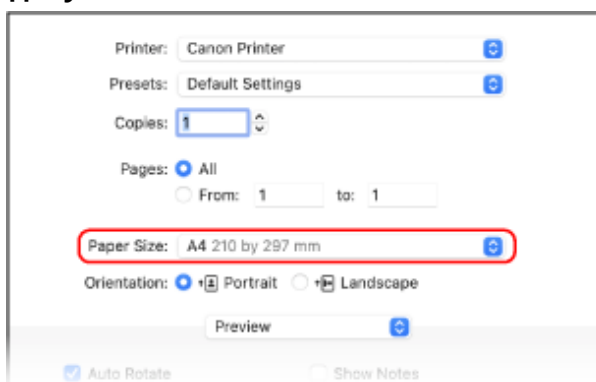 Printer: Canon Printer
Presets: Default Settings
Copies: 1
Pages: All
From: 1 to: 1
Paper Size: A4 210 by 297 mm
Orientation: Portrait Landscape
Preview
Auto Rotate Show Notes